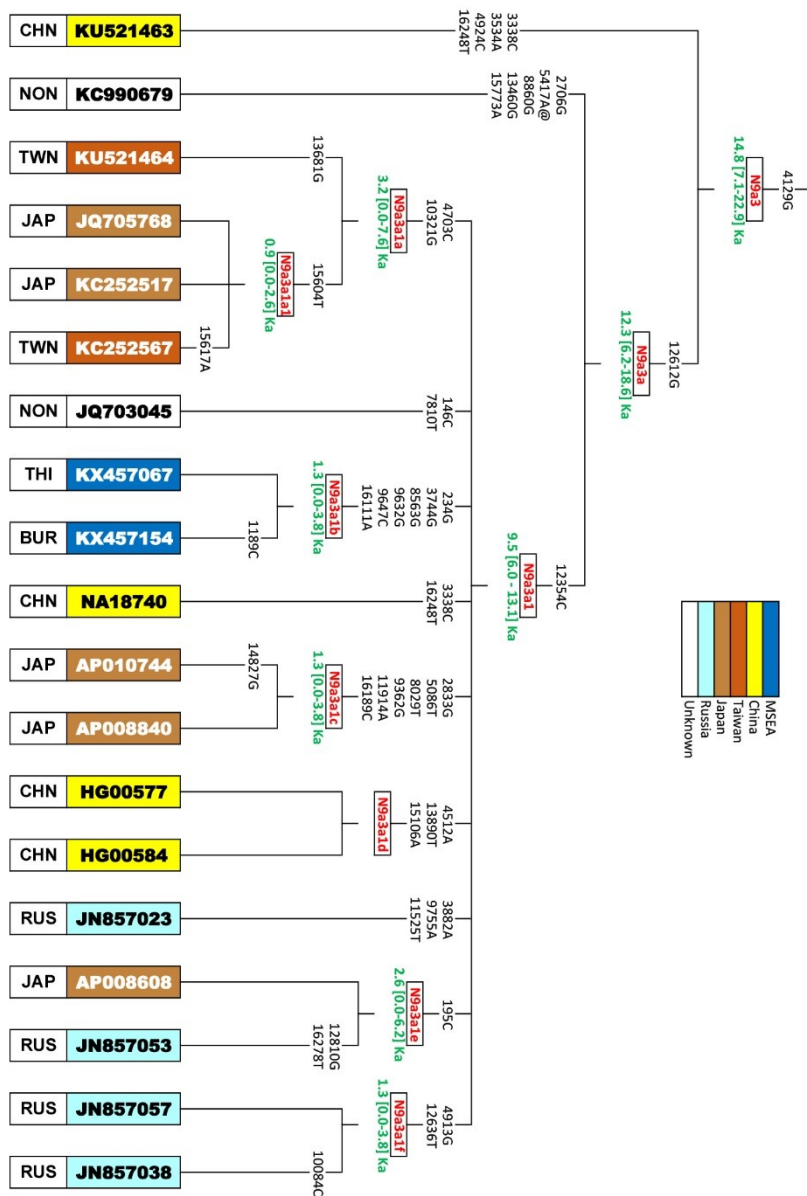 4129G
N9a3
14.8 [7.1-22.9] Ka
3338C
3534A
4924C
16248T
12612G
N9a3a
12.3 [6.2-18.6] Ka
2706G
5417A@
8860G
13460G
15773A
12354C
N9a3a1
9.5 [6.0 - 13.1] Ka
4703C
10321G
N9a3a1a
3.2 [0.0-7.6] Ka
13681G
15604T
N9a3a1a1
0.9 [0.0-2.6] Ka
15617A
146C
7810T
234G
3744G
8563G
9632G
9647C
16111A
N9a3a1b
1.3 [0.0-3.8] Ka
1189C
3338C
16248T
2833G
5086T
8029T
9362G
11914A
16189C
N9a3a1c
1.3 [0.0-3.8] Ka
14827G
4512A
13890T
15106A
N9a3a1d
3882A
9755A
11525T
195C
N9a3a1e
2.6 [0.0-6.2] Ka
12810G
16278T
4913G
12636T
N9a3a1f
1.3 [0.0-3.8] Ka
10084C
MSEA
China
Taiwan
Japan
Russia
Unknown
CHN KU521463
NON KC990679
TWN KU521464
JAP JQ705768
JAP KC252517
TWN KC252567
NON JQ703045
THI KX457067
BUR KX457154
CHN NA18740
JAP AP010744
JAP AP008840
CHN HG00577
CHN HG00584
RUS JN857023
JAP AP008608
RUS JN857053
RUS JN857057
RUS JN857038